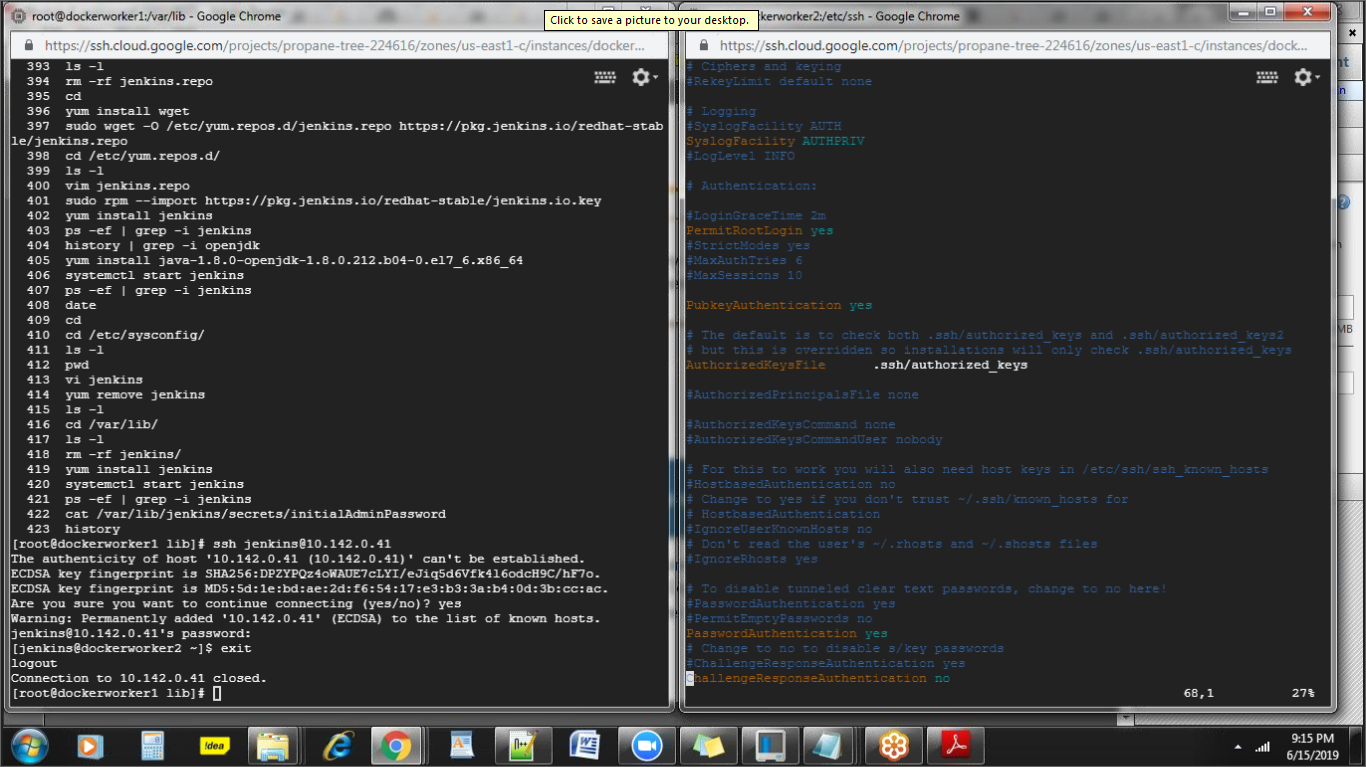 root@dockerworker1:/var/lib - Google Chrome
Click to save a picture to your desktop.
ockerworker2:/etc/ssh - Google Chrome
https://ssh.cloud.google.com/projects/propane-tree-224616/zones/us-east1-c/instances/docker...
https://ssh.cloud.google.com/projects/propane-tree-224616/zones/us-east1-c/instances/dock...
393 ls -l
394 rm -rf jenkins.repo
395 cd
396 yum install wget
397 sudo wget -O /etc/yum.repos.d/jenkins.repo https://pkg.jenkins.io/redhat-stab
le/jenkins.repo
398 cd /etc/yum.repos.d/
399 ls -l
400 vim jenkins.repo
401 sudo rpm --import https://pkg.jenkins.io/redhat-stable/jenkins.io.key
402 yum install jenkins
403 ps -ef | grep -i jenkins
404 history | grep -i openjdk
405 yum install java-1.8.0-openjdk-1.8.0.212.b04-0.el7_6.x86_64
406 systemctl start jenkins
407 ps -ef | grep -i jenkins
408 date
409 cd
410 cd /etc/sysconfig/
411 ls -l
412 pwd
413 vi jenkins
414 yum remove jenkins
415 ls -l
416 cd /var/lib/
417 ls -l
418 rm -rf jenkins/
419 yum install jenkins
420 systemctl start jenkins
421 ps -ef | grep -i jenkins
422 cat /var/lib/jenkins/secrets/initialAdminPassword
423 history
[root@dockerworker1 lib]# ssh jenkins@10.142.0.41
The authenticity of host '10.142.0.41 (10.142.0.41)' can't be established.
ECDSA key fingerprint is SHA256:DPZYPQz4oWAUE7cLYI/eJiq5d6Vfk4l6odcH9C/hF7o.
ECDSA key fingerprint is MD5:5d:1e:bd:ae:2d:f6:54:17:e3:b3:3a:b4:0d:3b:cc:ac.
Are you sure you want to continue connecting (yes/no)? yes
Warning: Permanently added '10.142.0.41' (ECDSA) to the list of known hosts.
jenkins@10.142.0.41's password:
[jenkins@dockerworker2 ~]$ exit
logout
Connection to 10.142.0.41 closed.
[root@dockerworker1 lib]#
# Ciphers and keying
#RekeyLimit default none
# Logging
#SyslogFacility AUTH
SyslogFacility AUTHPRIV
#LogLevel INFO
# Authentication:
#LoginGraceTime 2m
PermitRootLogin yes
#StrictModes yes
#MaxAuthTries 6
#MaxSessions 10
PubkeyAuthentication yes
# The default is to check both .ssh/authorized_keys and .ssh/authorized_keys2
# but this is overridden so installations will only check .ssh/authorized_keys
AuthorizedKeysFile .ssh/authorized_keys
#AuthorizedPrincipalsFile none
#AuthorizedKeysCommand none
#AuthorizedKeysCommandUser nobody
# For this to work you will also need host keys in /etc/ssh/ssh_known_hosts
#HostbasedAuthentication no
# Change to yes if you don't trust ~/.ssh/known_hosts for
# HostbasedAuthentication
#IgnoreUserKnownHosts no
# Don't read the user's ~/.rhosts and ~/.shosts files
#IgnoreRhosts yes
# To disable tunneled clear text passwords, change to no here!
#PasswordAuthentication yes
#PermitEmptyPasswords no
PasswordAuthentication yes
# Change to no to disable s/key passwords
#ChallengeResponseAuthentication yes
ChallengeResponseAuthentication no
68,1 27%
MB
!dea
9:15 PM
6/15/2019